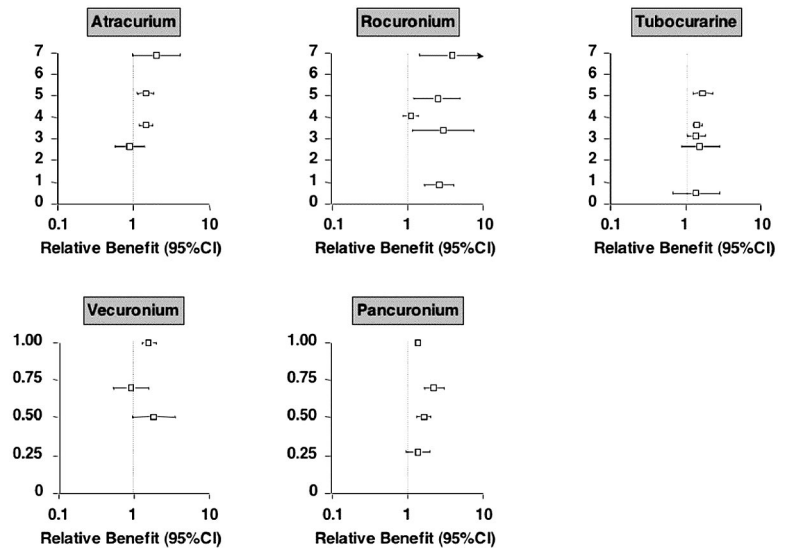 Atracurium
7
6
5
4
3
2
1
0
0.1 1 10
Relative Benefit (95%CI)
Rocuronium
7
6
5
4
3
2
1
0
0.1 1 10
Relative Benefit (95%CI)
Tubocurarine
7
6
5
4
3
2
1
0
0.1 1 10
Relative Benefit (95%CI)
Vecuronium
1.00
0.75
0.50
0.25
0
0.1 1 10
Relative Benefit (95%CI)
Pancuronium
1.00
0.75
0.50
0.25
0
0.1 1 10
Relative Benefit (95%CI)